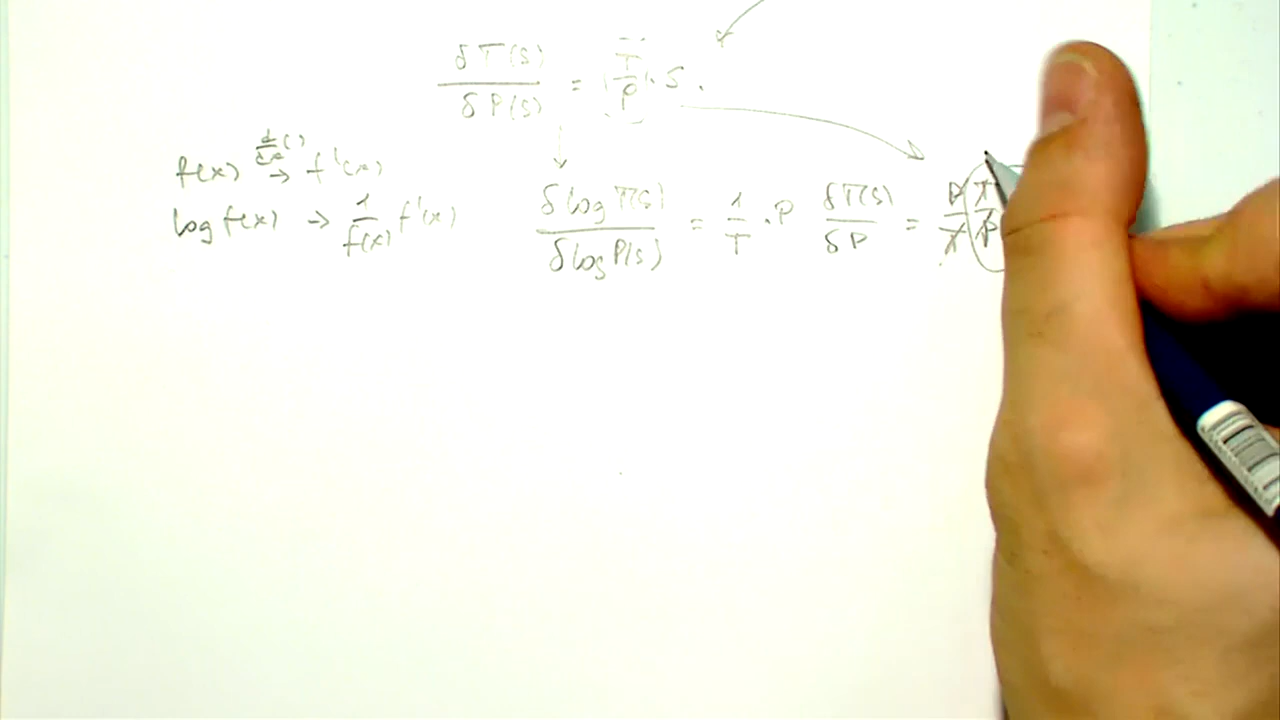 δT(s) / δP(s) = (T/P) · S .
f(x) d/dx() → f'(x)
log f(x) → 1/f(x) f'(x)
δ log T(s) / δ log P(s) = 1/T · P δT(s) / δP = P/T T/P